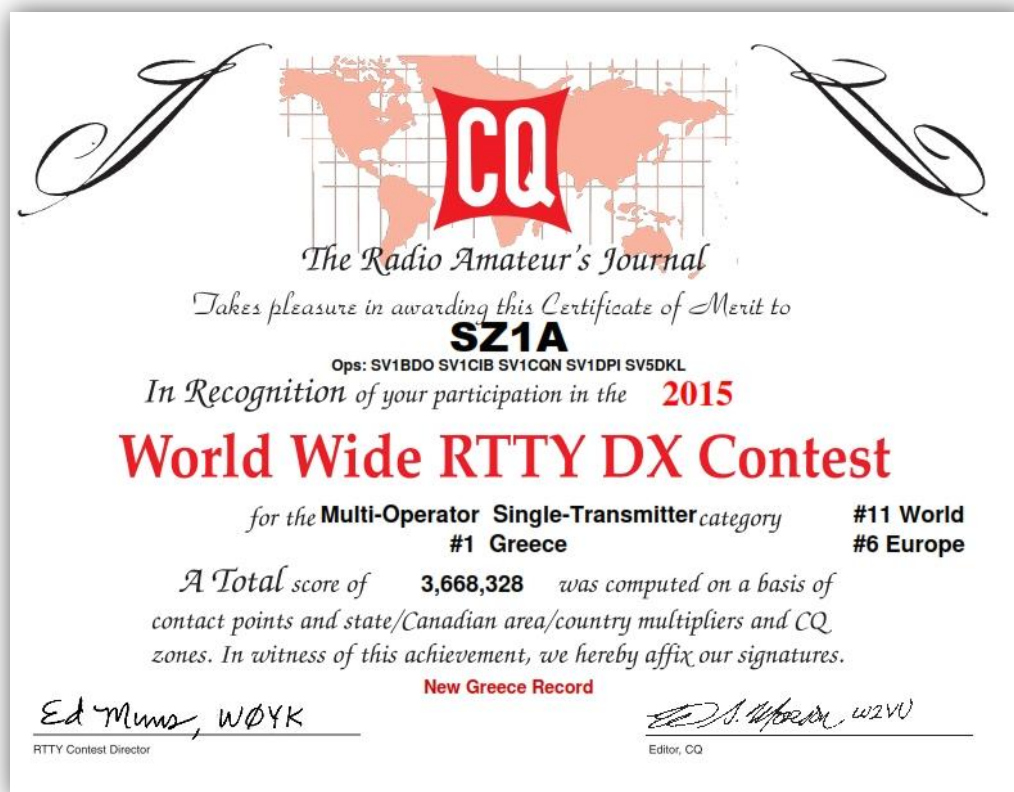 CQ
The Radio Amateur's Journal
Takes pleasure in awarding this Certificate of Merit to
SZ1A
Ops: SV1BDO SV1CIB SV1CQN SV1DPI SV5DKL
In Recognition of your participation in the 2015
World Wide RTTY DX Contest
for the Multi-Operator Single-Transmitter category #11 World
#1 Greece #6 Europe
A Total score of 3,668,328 was computed on a basis of
contact points and state/Canadian area/country multipliers and CQ
zones. In witness of this achievement, we hereby affix our signatures.
New Greece Record
Ed Muns, WØYK W2VU
RTTY Contest Director Editor, CQ